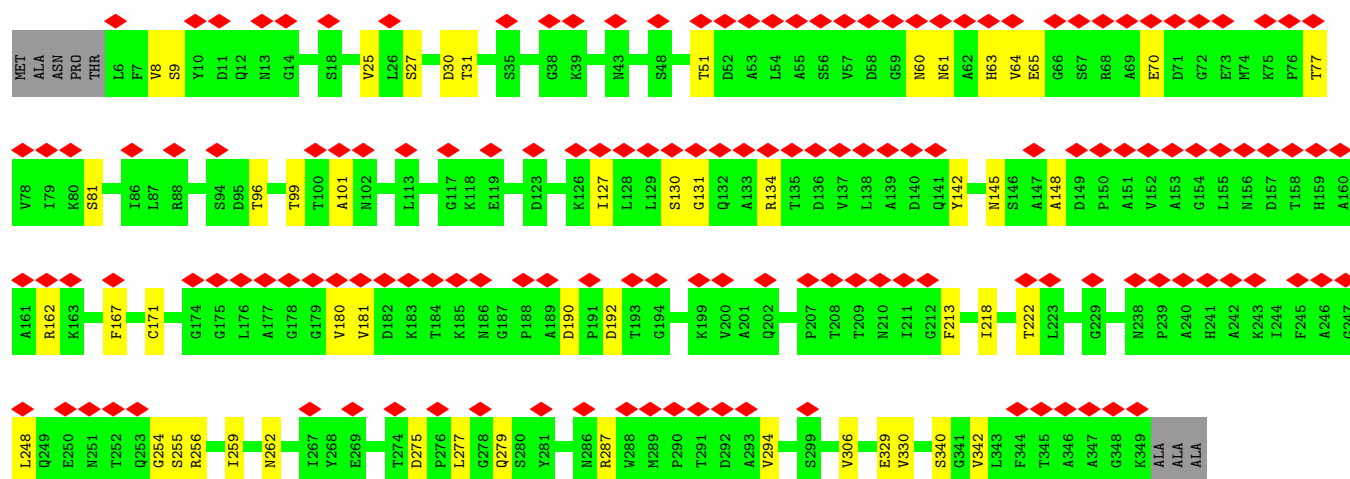 MET ALA ASN PRO THR L6 F7 V8 S9 Y10 D11 Q12 N13 G14 S18 V25 L26 S27 D30 T31 S35 G38 K39 N43 S48 T51 D52 A53 L54 A55 S56 V57 D58 G59 N60 N61 A62 H63 V64 E65 G66 S67 R68 A69 E70 D71 G72 E73 M74 K75 P76 T77
V78 I79 K80 S81 I86 L87 R88 S94 D95 T96 T99 T100 A101 N102 L113 G117 K118 E119 D123 K126 I127 L128 L129 S130 G131 Q132 A133 R134 T135 D136 V137 L138 A139 D140 Q141 Y142 N145 S146 A147 A148 D149 P150 A151 V152 A153 G154 L155 N156 D157 T158 H159 A160
A161 R162 K163 F167 C171 G174 G175 L176 A177 G178 G179 V180 V181 D182 K183 T184 K185 N186 G187 P188 A189 D190 P191 D192 T193 G194 K199 V200 A201 Q202 P207 T208 T209 N210 I211 G212 F213 I218 T222 L223 G229 N238 P239 A240 H241 A242 K243 I244 F245 A246 G247
L248 Q249 E250 N251 T252 Q253 G254 S255 R256 I259 N262 I267 Y268 E269 T274 D275 P276 L277 G278 Q279 S280 Y281 N286 R287 W288 M289 P290 T291 D292 A293 V294 S299 V306 E329 V330 S340 G341 V342 L343 F344 T345 A346 A347 G348 K349 ALA ALA ALA